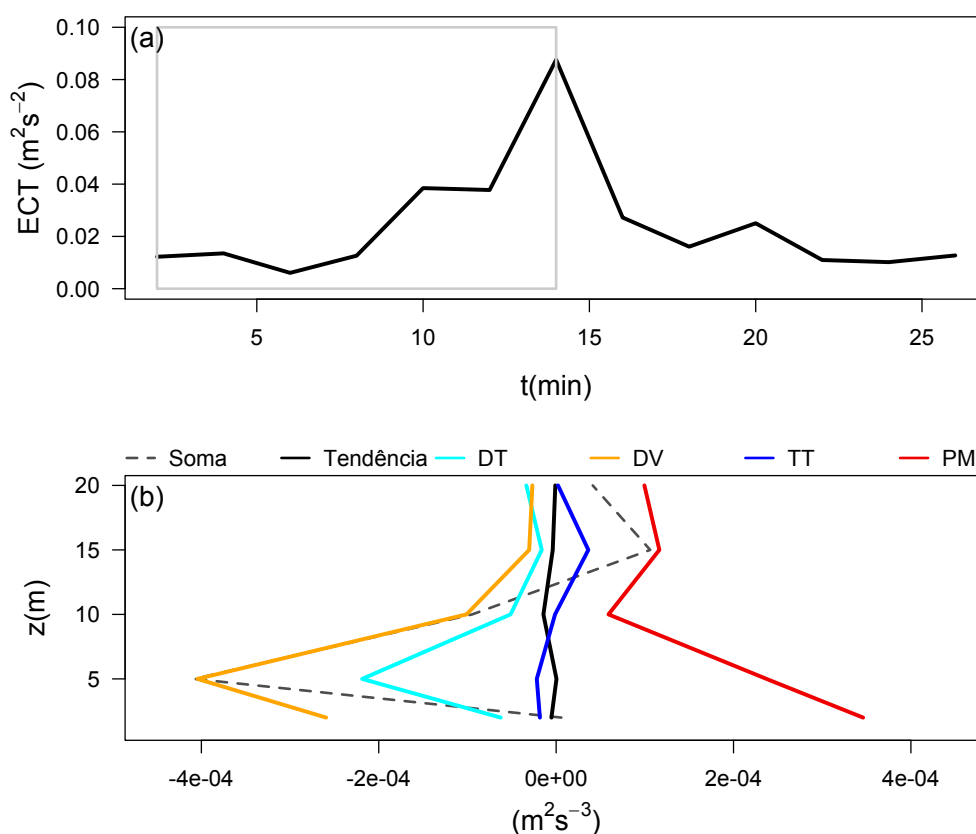 (a)
ECT (m²s⁻²)
0.10
0.08
0.06
0.04
0.02
0.00
5 10 15 20 25
t(min)
Soma Tendência DT DV TT PM
(b)
z(m)
20
15
10
5
-4e-04 -2e-04 0e+00 2e-04 4e-04
(m²s⁻³)